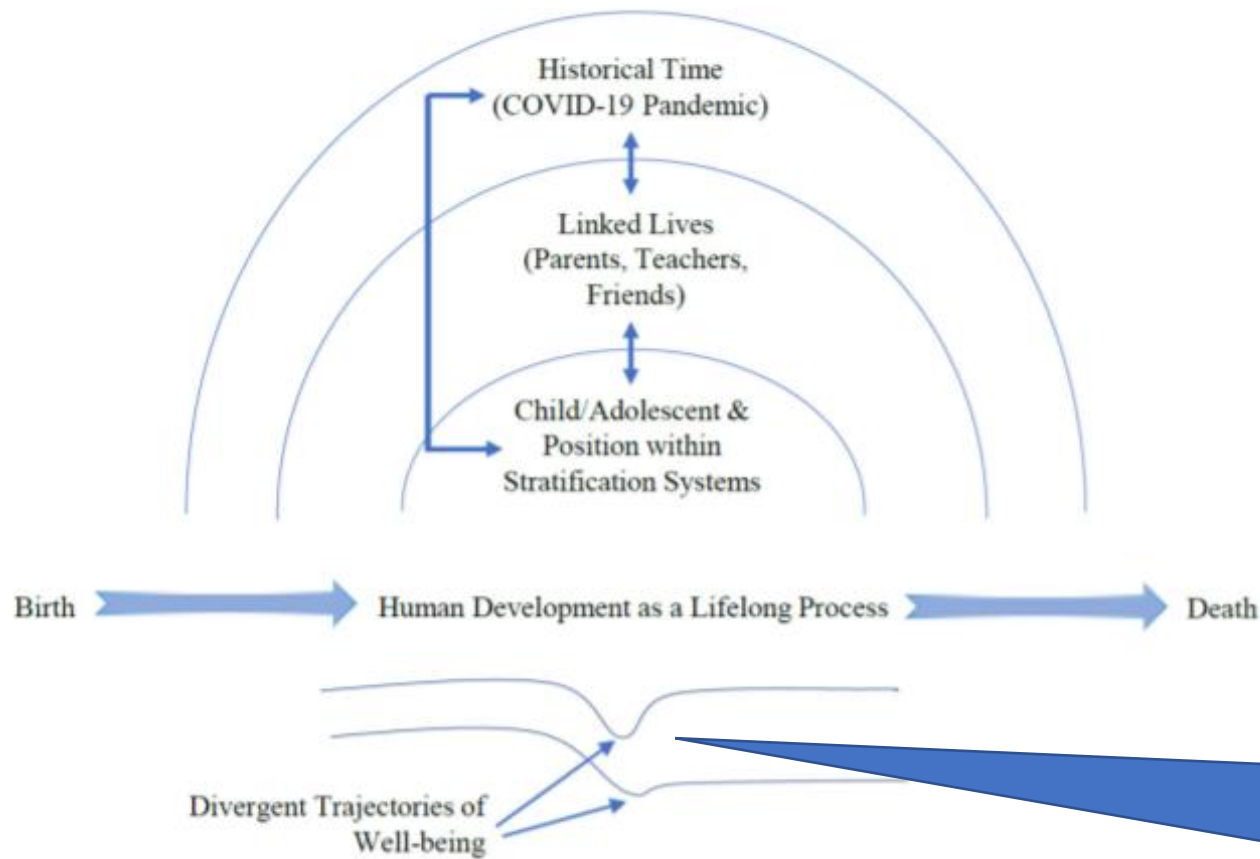 Historical Time
(COVID-19 Pandemic)
Linked Lives
(Parents, Teachers,
Friends)
Child/Adolescent &
Position within
Stratification Systems
Birth
Human Development as a Lifelong Process
Death
Divergent Trajectories of
Well-being